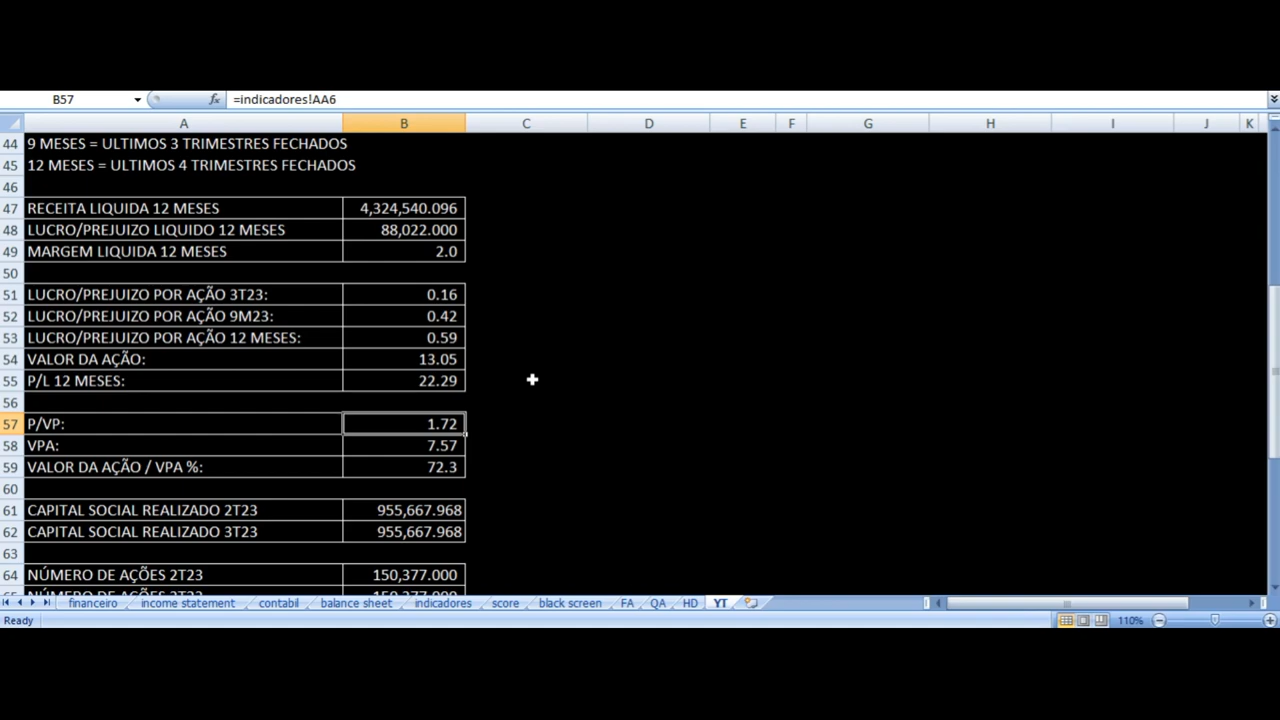 B57 fx =indicadores!AA6
A B C D E F G H I J K
44 9 MESES = ULTIMOS 3 TRIMESTRES FECHADOS
45 12 MESES = ULTIMOS 4 TRIMESTRES FECHADOS
46
47 RECEITA LIQUIDA 12 MESES 4,324,540.096
48 LUCRO/PREJUIZO LIQUIDO 12 MESES 88,022.000
49 MARGEM LIQUIDA 12 MESES 2.0
50
51 LUCRO/PREJUIZO POR AÇÃO 3T23: 0.16
52 LUCRO/PREJUIZO POR AÇÃO 9M23: 0.42
53 LUCRO/PREJUIZO POR AÇÃO 12 MESES: 0.59
54 VALOR DA AÇÃO: 13.05
55 P/L 12 MESES: 22.29
56
57 P/VP: 1.72
58 VPA: 7.57
59 VALOR DA AÇÃO / VPA %: 72.3
60
61 CAPITAL SOCIAL REALIZADO 2T23 955,667.968
62 CAPITAL SOCIAL REALIZADO 3T23 955,667.968
63
64 NÚMERO DE AÇÕES 2T23 150,377.000
financeiro income statement contabil balance sheet indicadores score black screen FA QA HD YT
Ready 110%